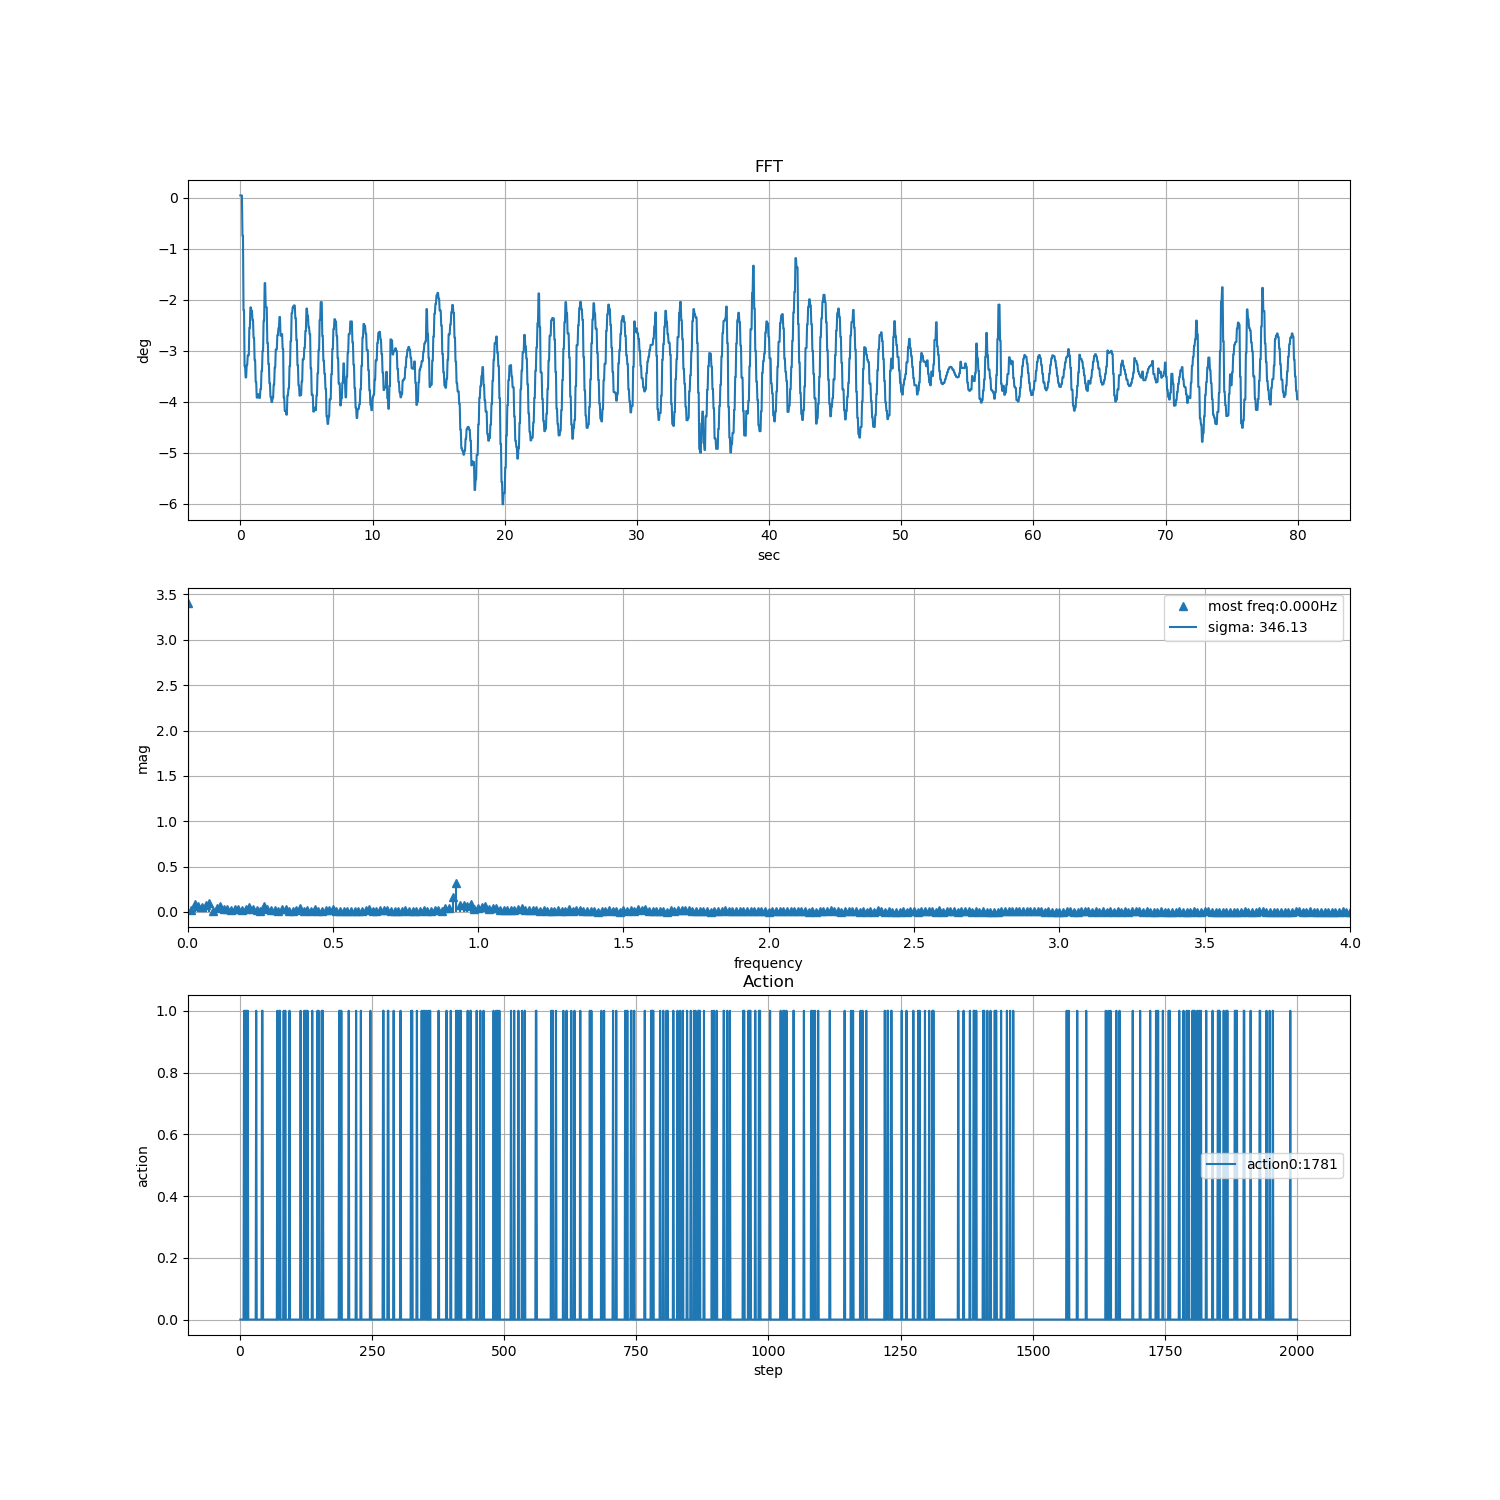 FFT
0
−1
−2
−3
−4
−5
−6
deg
0 10 20 30 40 50 60 70 80
sec
3.5
3.0
2.5
2.0
1.5
1.0
0.5
0.0
mag
most freq:0.000Hz
sigma: 346.13
0.0 0.5 1.0 1.5 2.0 2.5 3.0 3.5 4.0
frequency
Action
1.0
0.8
0.6
0.4
0.2
0.0
action
action0:1781
0 250 500 750 1000 1250 1500 1750 2000
step